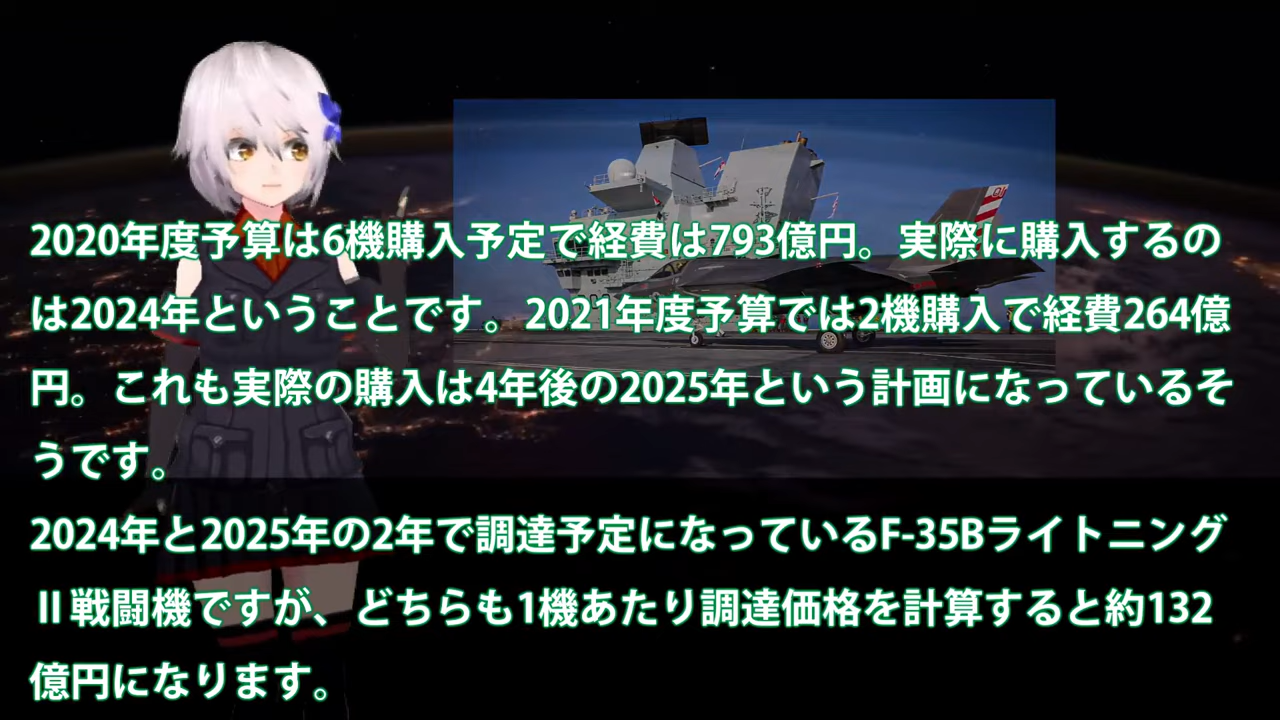 2020年度予算は6機購入予定で経費は793億円。実際に購入するの
は2024年ということです。2021年度予算では2機購入で経費264億
円。これも実際の購入は4年後の2025年という計画になっているそ
うです。
2024年と2025年の2年で調達予定になっているF-35Bライトニング
Ⅱ戦闘機ですが、どちらも1機あたり調達価格を計算すると約132
億円になります。